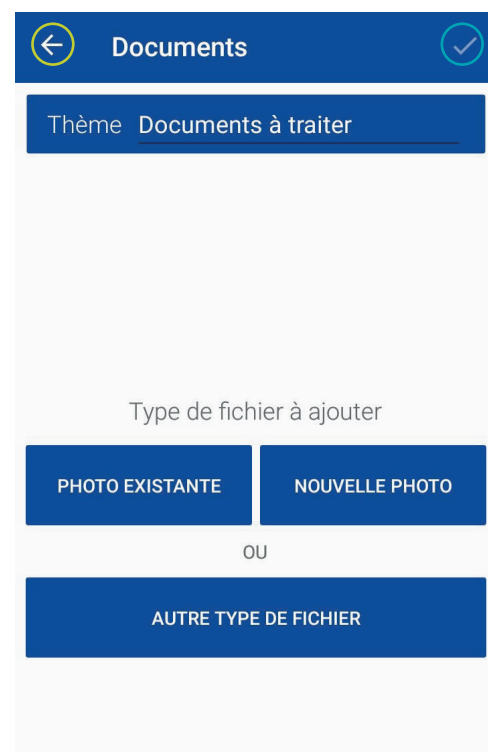 Documents
Thème Documents à traiter
Type de fichier à ajouter
PHOTO EXISTANTE NOUVELLE PHOTO
OU
AUTRE TYPE DE FICHIER